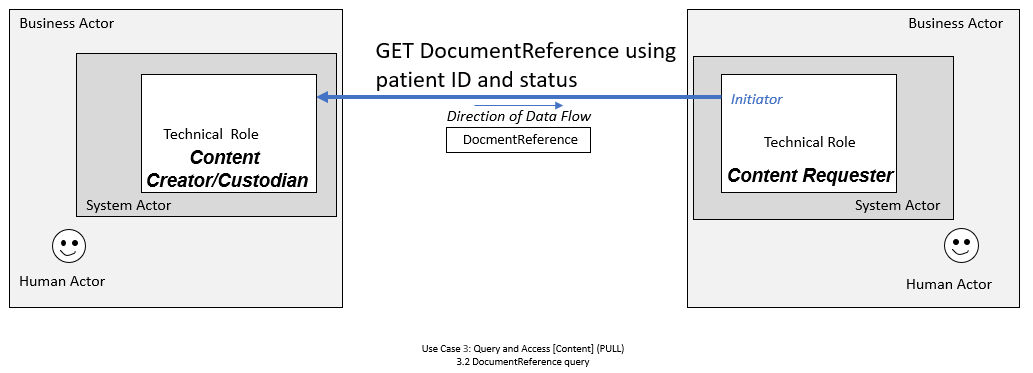 Business Actor
Business Actor
GET DocumentReference using
patient ID and status
Initiator
Direction of Data Flow
DocmentReference
Technical Role
Content
Creator/Custodian
System Actor
Technical Role
Content Requester
System Actor
Human Actor
Human Actor
Use Case 3: Query and Access [Content] (PULL)
3.2 DocumentReference query